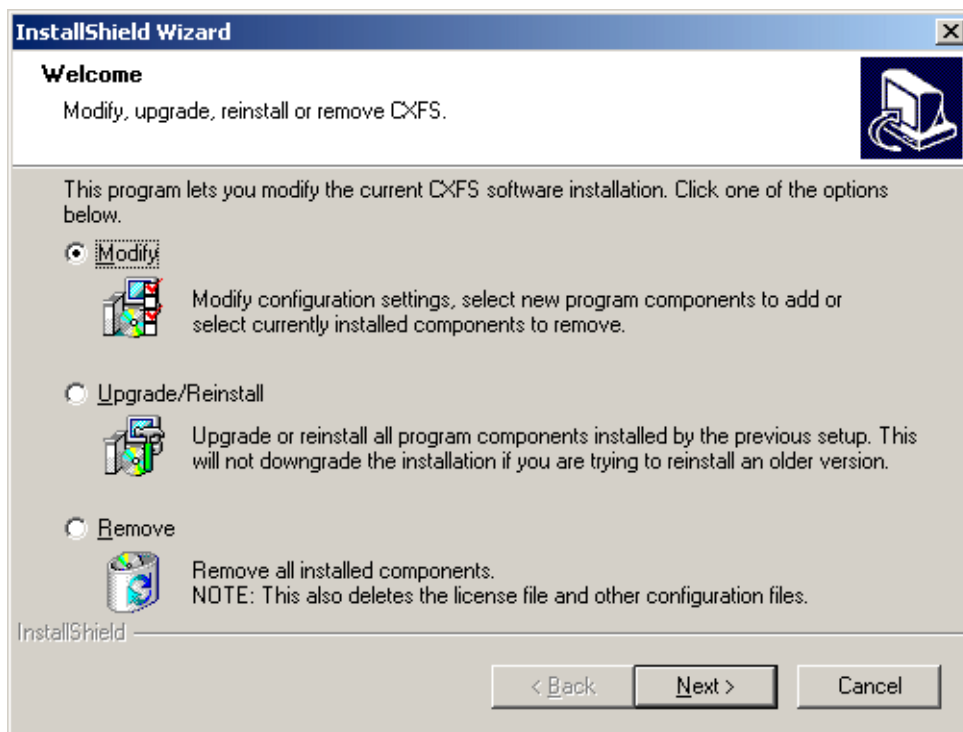 InstallShield Wizard
Welcome
Modify, upgrade, reinstall or remove CXFS.
This program lets you modify the current CXFS software installation. Click one of the options
below.
Modify
Modify configuration settings, select new program components to add or
select currently installed components to remove.
Upgrade/Reinstall
Upgrade or reinstall all program components installed by the previous setup. This
will not downgrade the installation if you are trying to reinstall an older version.
Remove
Remove all installed components.
NOTE: This also deletes the license file and other configuration files.
InstallShield
< Back Next > Cancel